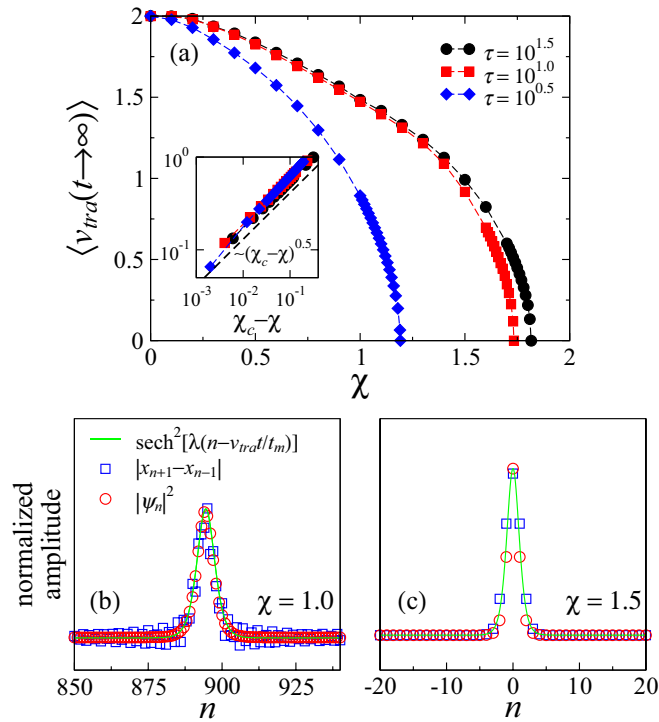 (a)
τ = 10^1.5
τ = 10^1.0
τ = 10^0.5
⟨v_tra(t→∞)⟩
2
1.5
1
0.5
0
10^0
10^-1
~(χ_c−χ)^0.5
10^-3 10^-2 10^-1
χ_c−χ
0 0.5 1 1.5 2
χ
normalized amplitude
sech^2[λ(n−v_tra t/t_m)]
|x_n+1−x_n−1|
|ψ_n|^2
(b) χ = 1.0
850 875 900 925
n
(c) χ = 1.5
-20 -10 0 10 20
n